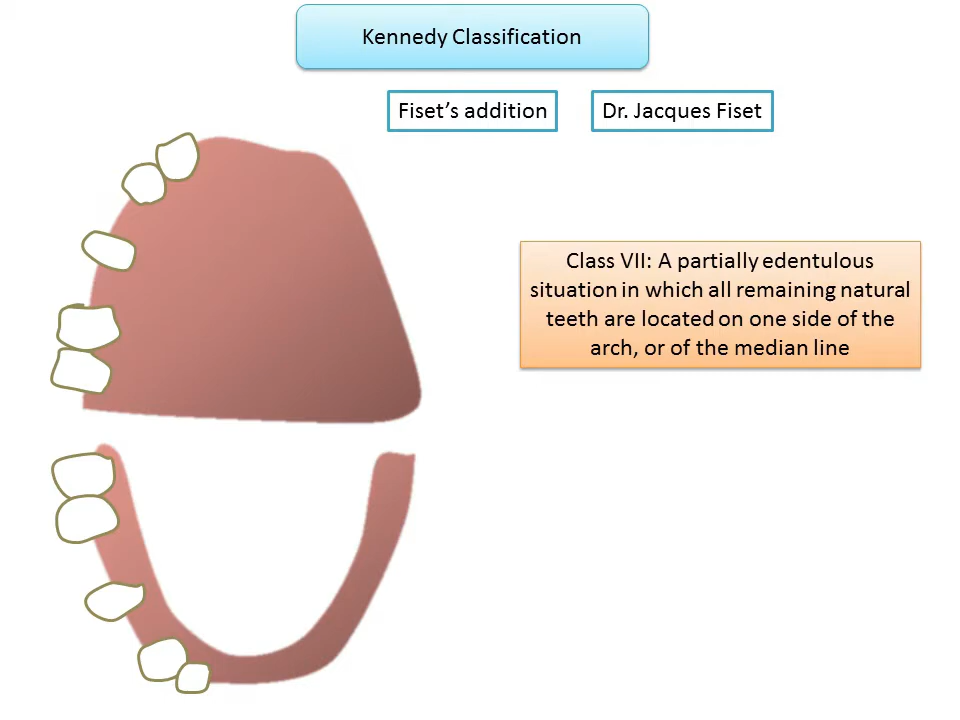 Kennedy Classification
Fiset’s addition
Dr. Jacques Fiset
Class VII: A partially edentulous
situation in which all remaining natural
teeth are located on one side of the
arch, or of the median line